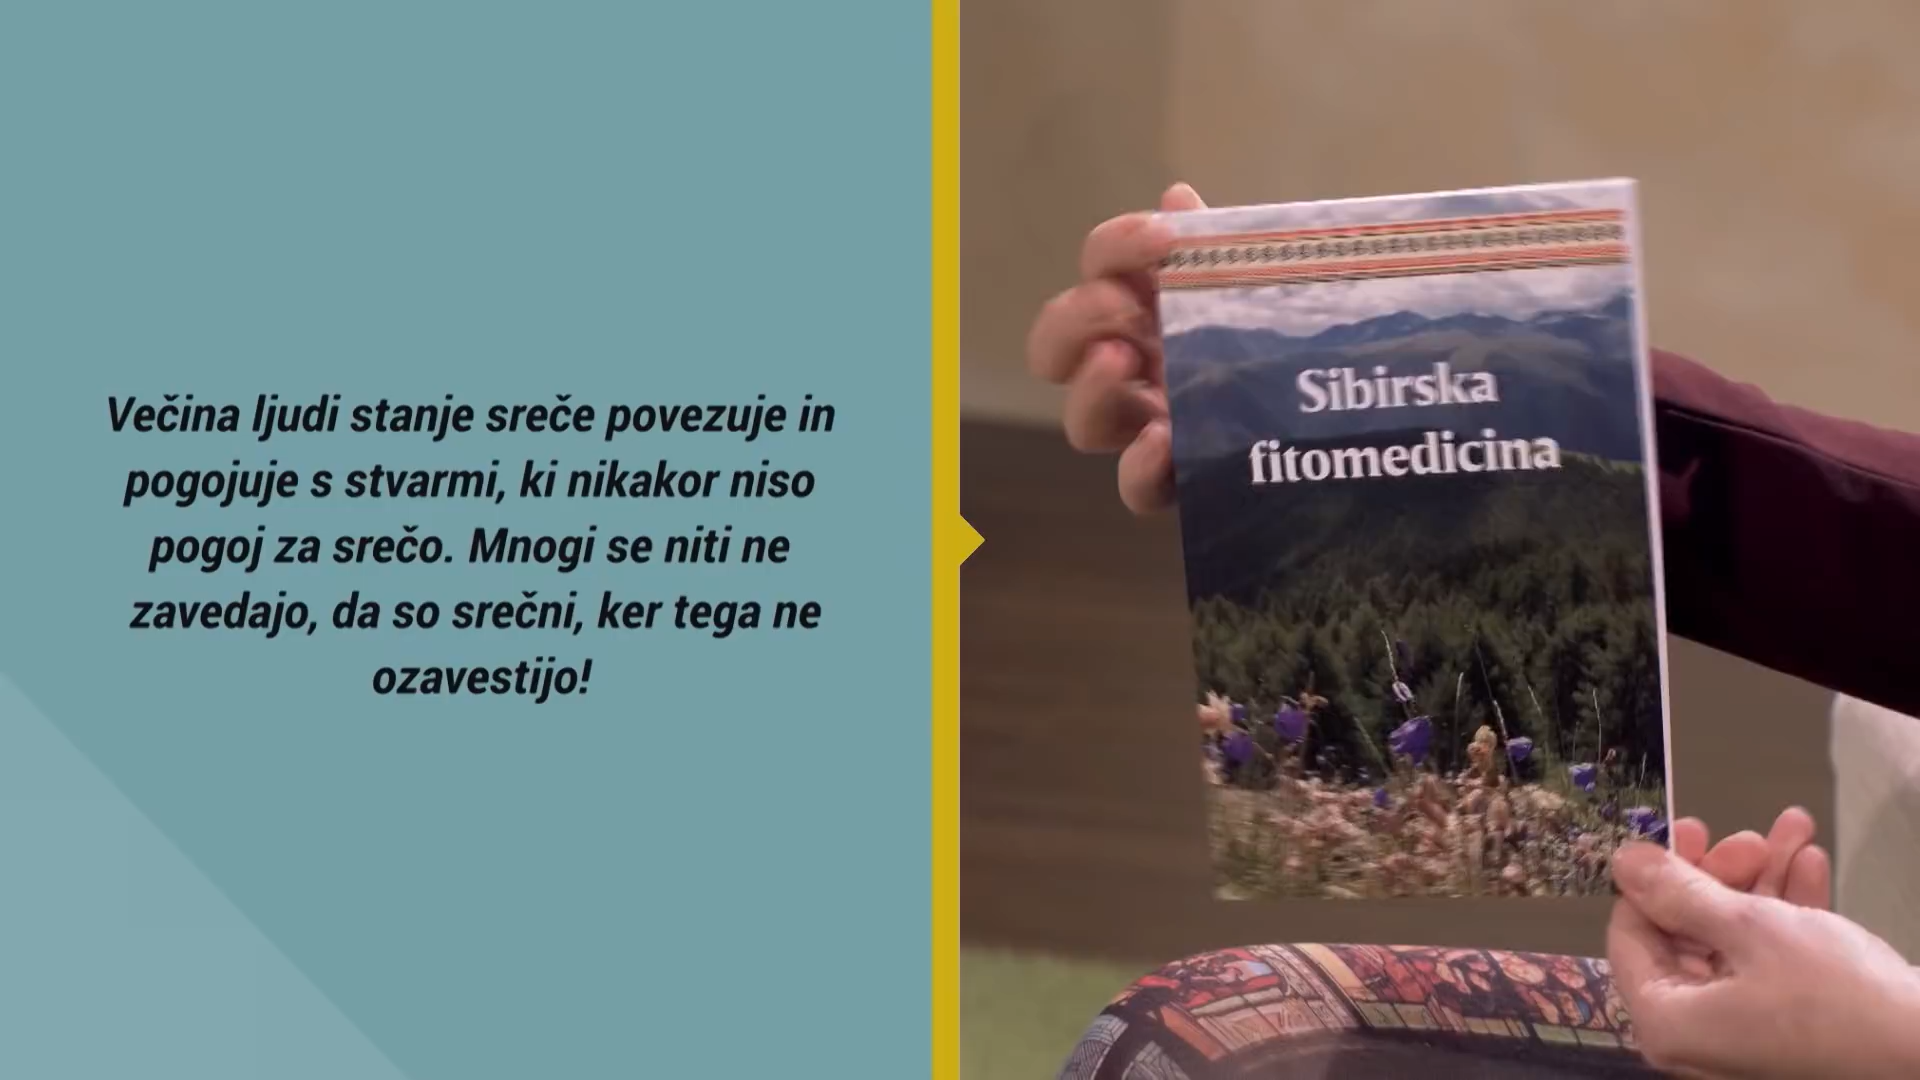 Večina ljudi stanje sreče povezuje in
pogojuje s stvarmi, ki nikakor niso
pogoj za srečo. Mnogi se niti ne
zavedajo, da so srečni, ker tega ne
ozavestijo!
Sibirska
fitomedicina